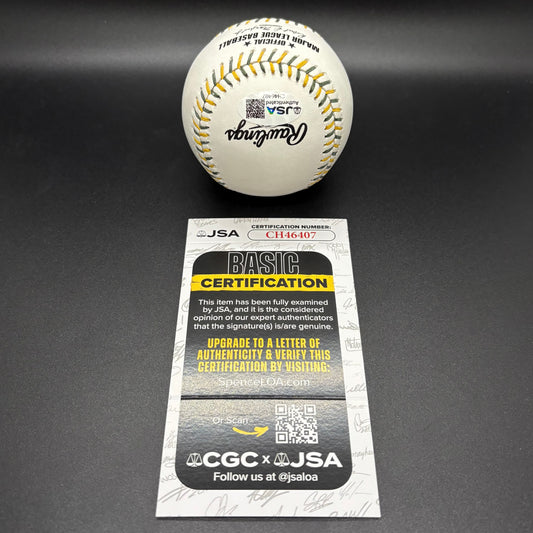 OFFICIAL
MAJOR LEAGUE BASEBALL
CH46407
JSA
Authenticated
Rawlings
JSA
CERTIFICATION NUMBER:
CH46407
BASIC
CERTIFICATION
This item has been fully examined
by JSA, and it is the considered
opinion of our expert authenticators
that the signature(s) is/are genuine.
UPGRADE TO A LETTER OF
AUTHENTICITY & VERIFY THIS
CERTIFICATION BY VISITING:
SpenceLOA.com
Or Scan
CGC x JSA
Follow us at @jsaloa